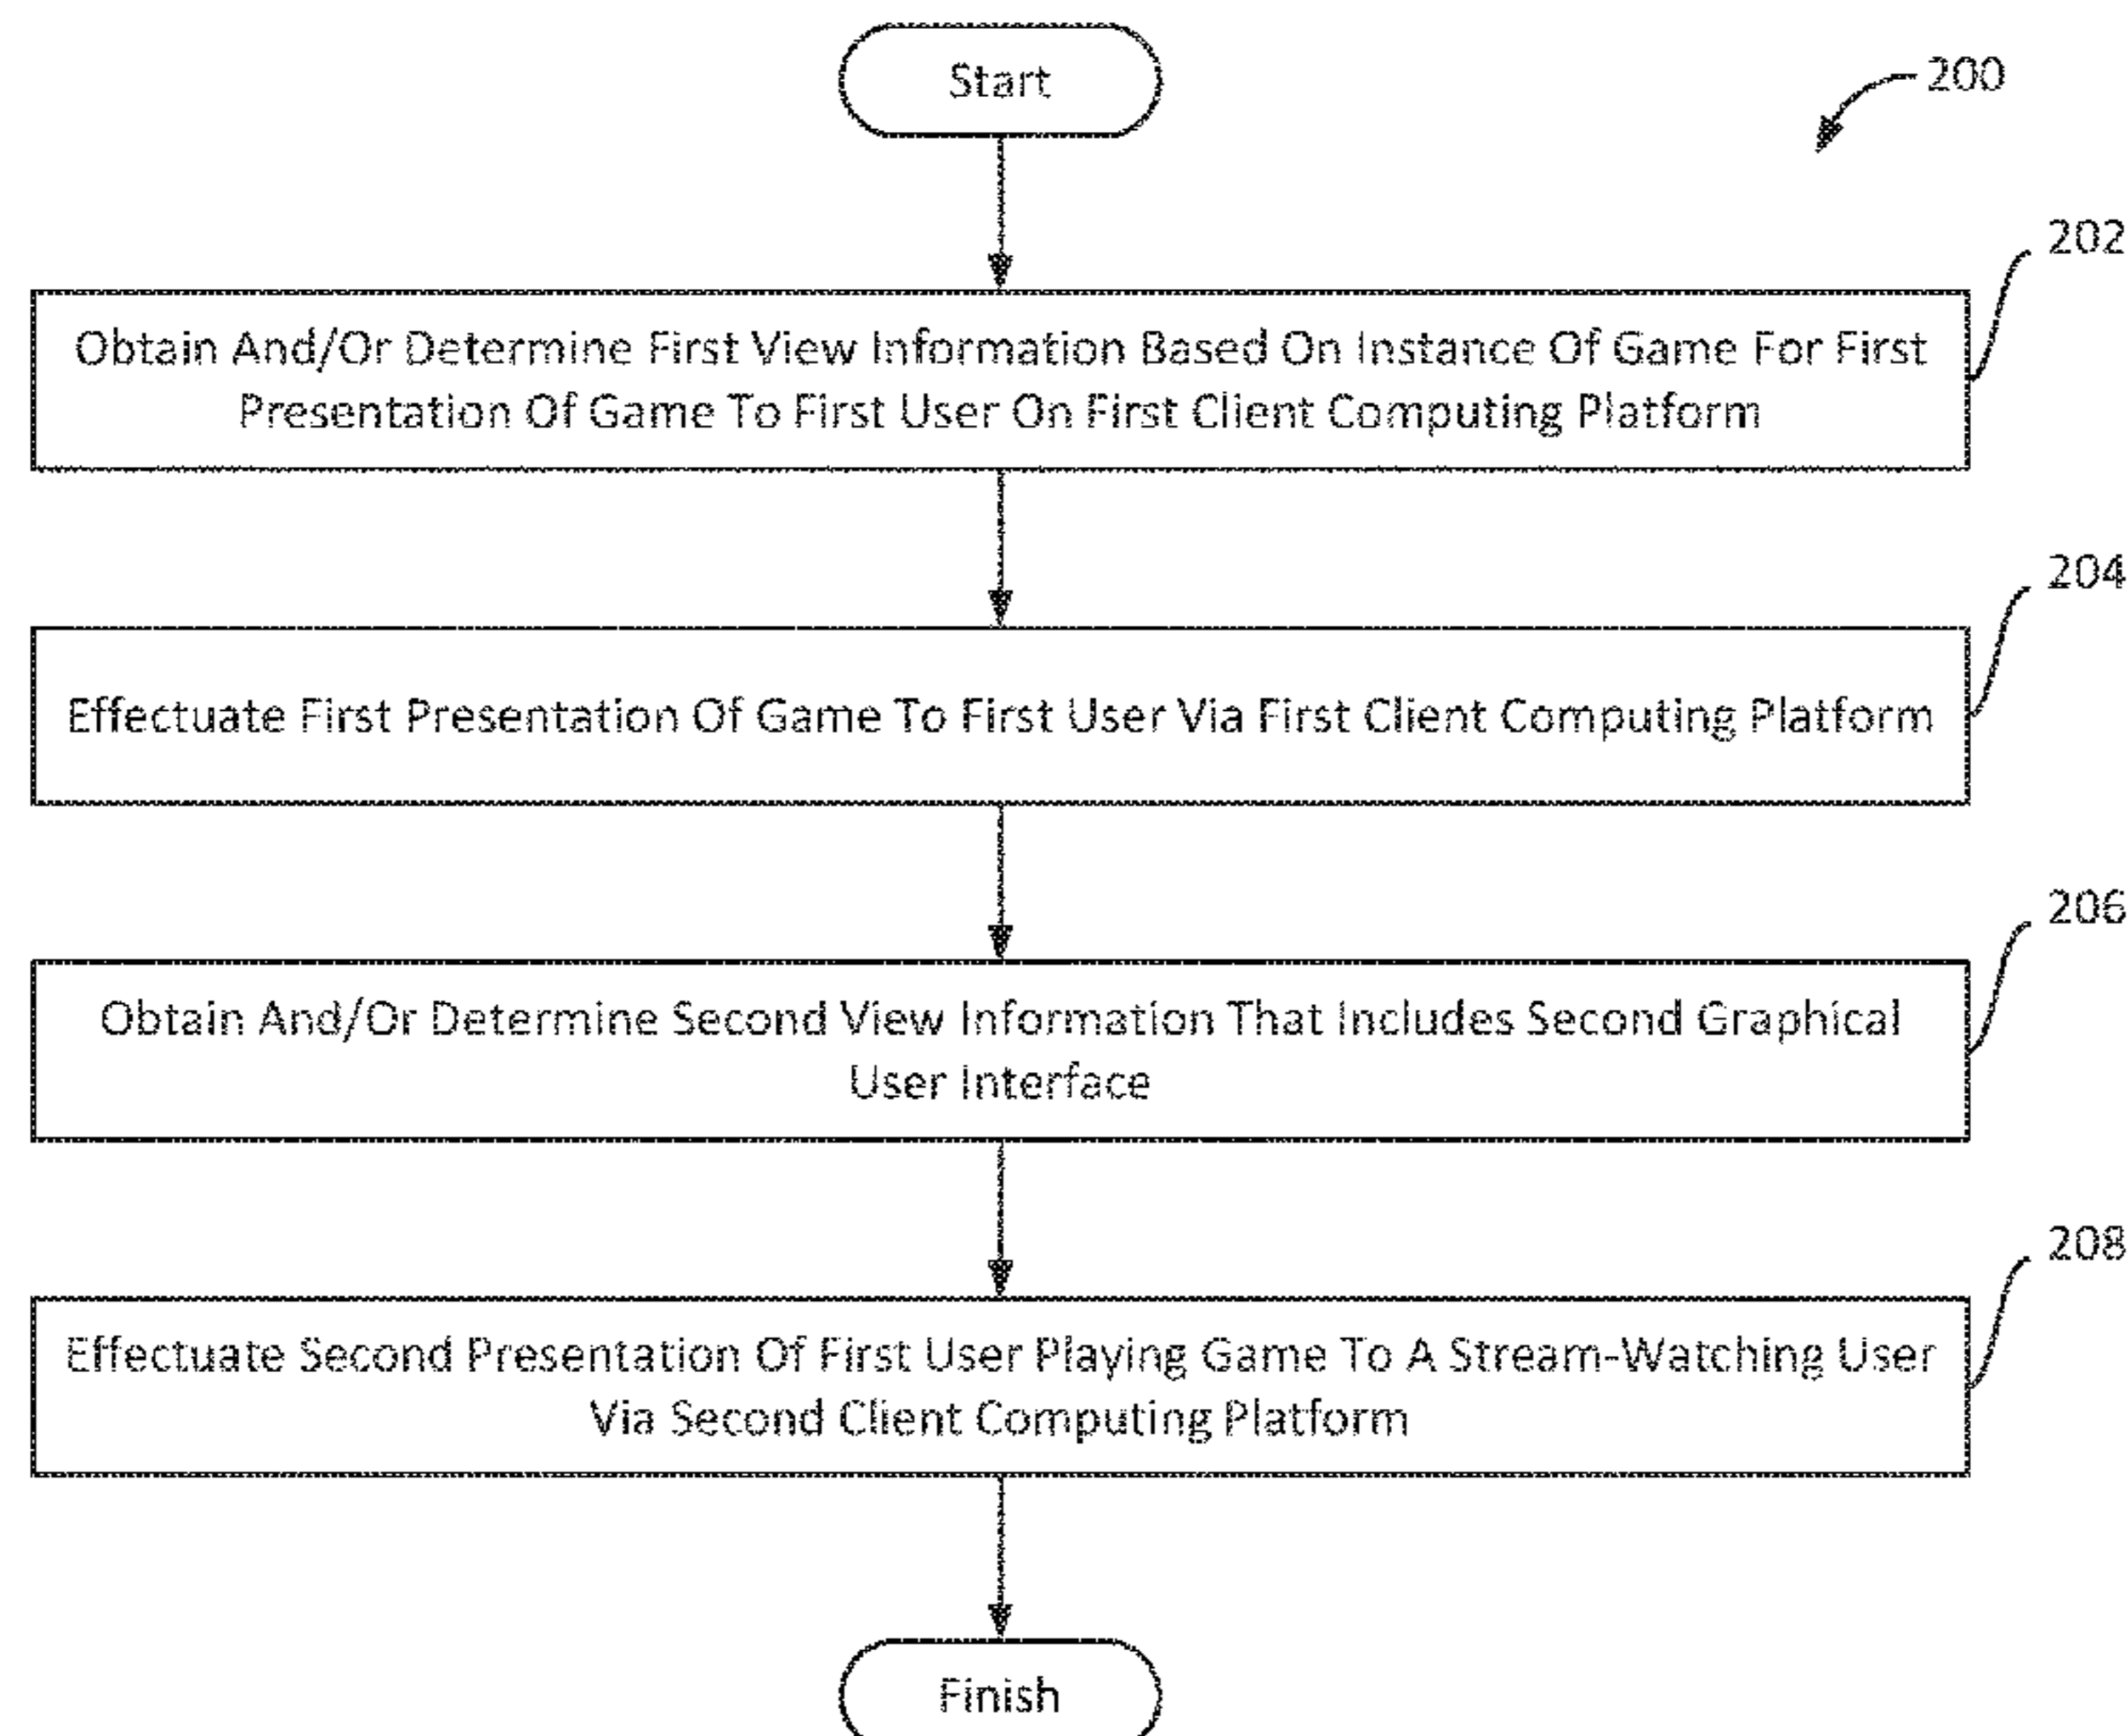 Start
200
202
Obtain And/Or Determine First View Information Based On Instance Of Game For First
Presentation Of Game To First User On First Client Computing Platform
204
Effectuate First Presentation Of Game To First User Via First Client Computing Platform
206
Obtain And/Or Determine Second View Information That Includes Second Graphical
User Interface
208
Effectuate Second Presentation Of First User Playing Game To A Stream-Watching User
Via Second Client Computing Platform
Finish